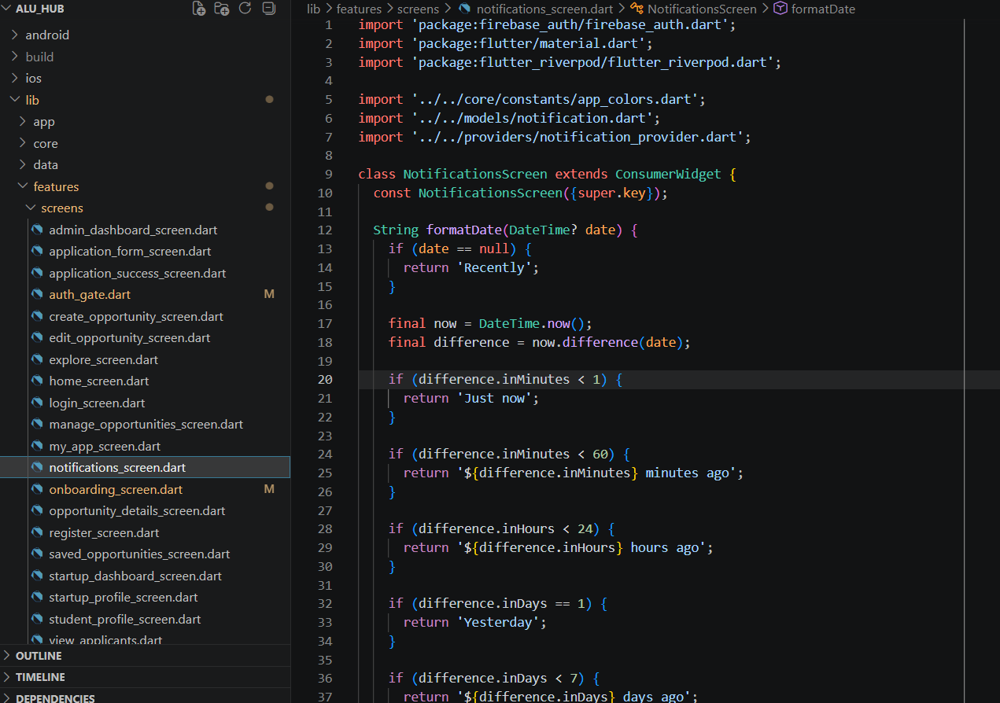 ALU_HUB
android
build
ios
lib
app
core
data
features
screens
admin_dashboard_screen.dart
application_form_screen.dart
application_success_screen.dart
auth_gate.dart M
create_opportunity_screen.dart
edit_opportunity_screen.dart
explore_screen.dart
home_screen.dart
login_screen.dart
manage_opportunities_screen.dart
my_app_screen.dart
notifications_screen.dart
onboarding_screen.dart M
opportunity_details_screen.dart
register_screen.dart
saved_opportunities_screen.dart
startup_dashboard_screen.dart
startup_profile_screen.dart
student_profile_screen.dart
view_applicants.dart
OUTLINE
TIMELINE
DEPENDENCIES
lib > features > screens > notifications_screen.dart > NotificationsScreen > formatDate
1 import 'package:firebase_auth/firebase_auth.dart';
2 import 'package:flutter/material.dart';
3 import 'package:flutter_riverpod/flutter_riverpod.dart';
4
5 import '../../core/constants/app_colors.dart';
6 import '../../models/notification.dart';
7 import '../../providers/notification_provider.dart';
8
9 class NotificationsScreen extends ConsumerWidget {
10 const NotificationsScreen({super.key});
11
12 String formatDate(DateTime? date) {
13 if (date == null) {
14 return 'Recently';
15 }
16
17 final now = DateTime.now();
18 final difference = now.difference(date);
19
20 if (difference.inMinutes < 1) {
21 return 'Just now';
22 }
23
24 if (difference.inMinutes < 60) {
25 return '${difference.inMinutes} minutes ago';
26 }
27
28 if (difference.inHours < 24) {
29 return '${difference.inHours} hours ago';
30 }
31
32 if (difference.inDays == 1) {
33 return 'Yesterday';
34 }
35
36 if (difference.inDays < 7) {
37 return '${difference.inDays} days ago';